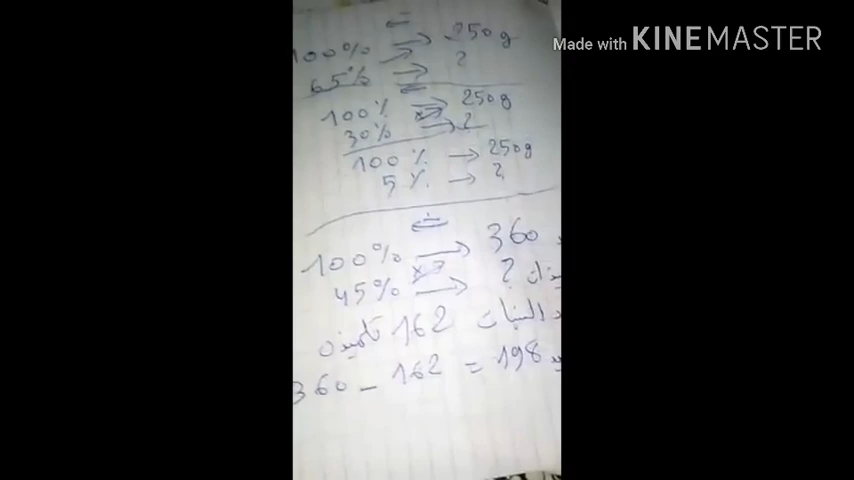 Made with KINEMASTER
100% → 250g
65% → ?
100% → 250g
30% → ?
100% → 250g
5% → ?
100% → 360
45% → ?
162
360 - 162 = 198